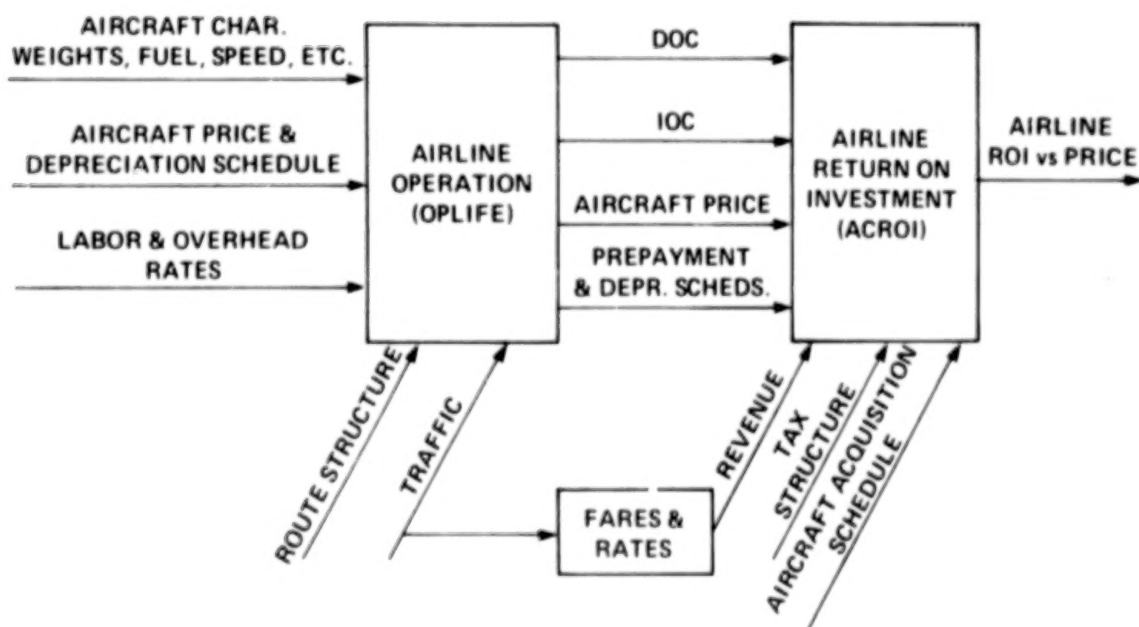 AIRCRAFT CHAR.
WEIGHTS, FUEL, SPEED, ETC.
AIRCRAFT PRICE &
DEPRECIATION SCHEDULE
LABOR & OVERHEAD
RATES
AIRLINE
OPERATION
(OPLIFE)
DOC
IOC
AIRCRAFT PRICE
PREPAYMENT
& DEPR. SCHEDS.
AIRLINE
RETURN ON
INVESTMENT
(ACROI)
AIRLINE
ROI vs PRICE
ROUTE STRUCTURE
TRAFFIC
FARES &
RATES
REVENUE
TAX
STRUCTURE
AIRCRAFT ACQUISITION
SCHEDULE